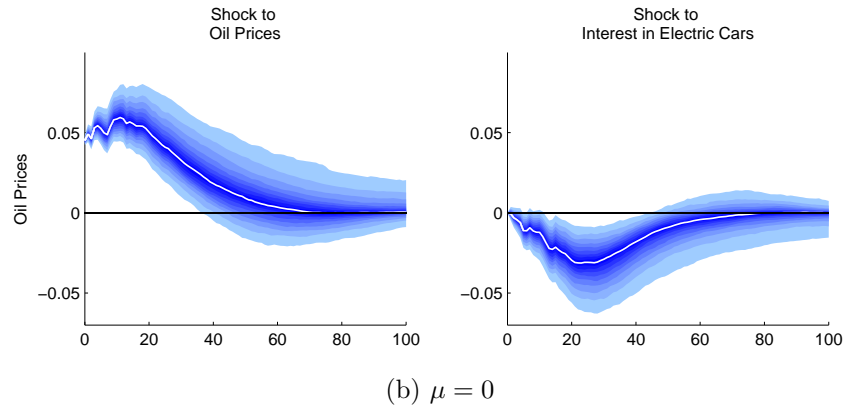 Shock to
Oil Prices
Shock to
Interest in Electric Cars
Oil Prices
0.05
0
−0.05
0 20 40 60 80 100
0.05
0
−0.05
0 20 40 60 80 100
(b) μ = 0